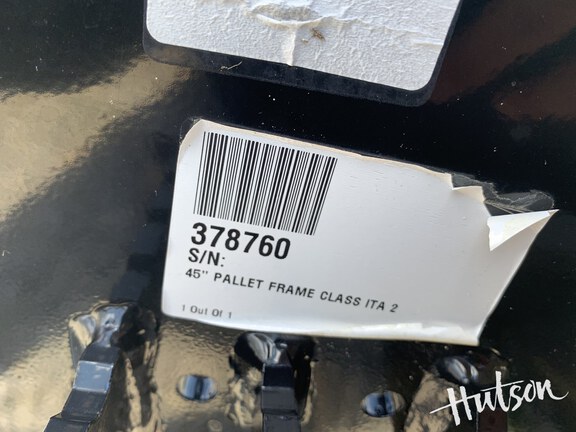 378760
S/N:
45" PALLET FRAME CLASS ITA 2
1 Out Of 1
Hutson